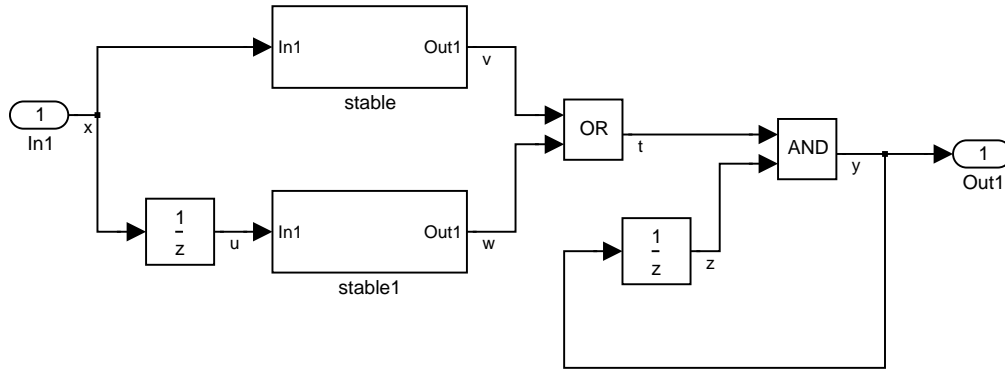 In1 Out1
v
stable
1
x
In1
OR
t
AND
y
1
Out1
1
z
u
In1 Out1
w
stable1
1
z
z